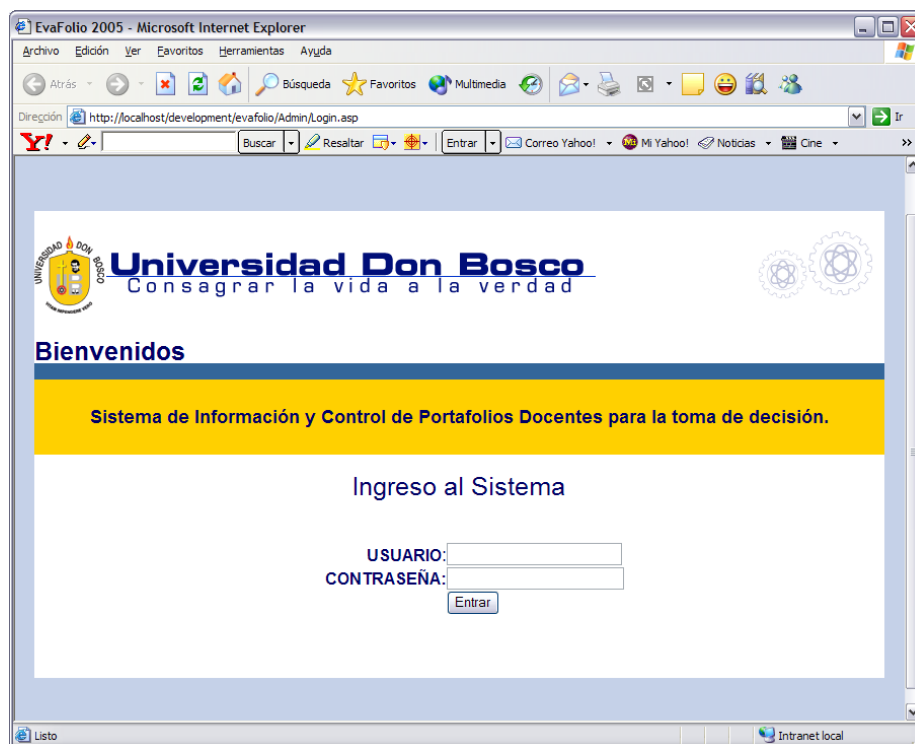 EvaFolio 2005 - Microsoft Internet Explorer
Archivo Edición Ver Favoritos Herramientas Ayuda
Atrás Búsqueda Favoritos Multimedia
Dirección http://localhost/development/evafolio/Admin/Login.asp Ir
Y! Buscar Resaltar Entrar Correo Yahoo! Mi Yahoo! Noticias Cine »
UNIVERSIDAD DON BOSCO
Universidad Don Bosco
Consagrar la vida a la verdad
Bienvenidos
Sistema de Información y Control de Portafolios Docentes para la toma de decisión.
Ingreso al Sistema
USUARIO:
CONTRASEÑA:
Entrar
Listo Intranet local